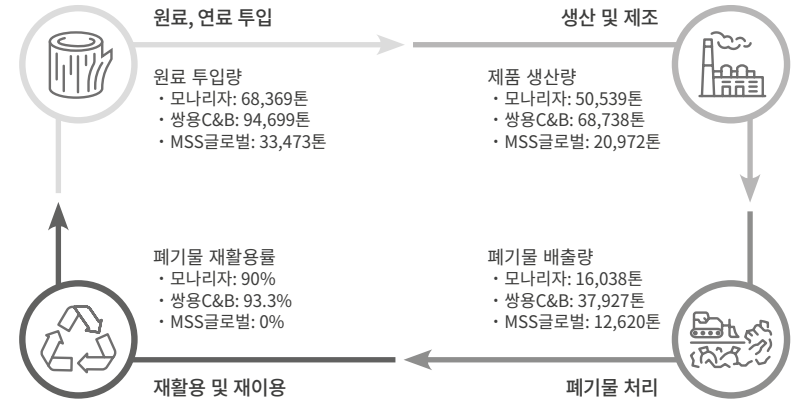 원료, 연료 투입
원료 투입량
・모나리자: 68,369톤
・쌍용C&B: 94,699톤
・MSS글로벌: 33,473톤
생산 및 제조
제품 생산량
・모나리자: 50,539톤
・쌍용C&B: 68,738톤
・MSS글로벌: 20,972톤
폐기물 재활용률
・모나리자: 90%
・쌍용C&B: 93.3%
・MSS글로벌: 0%
재활용 및 재이용
폐기물 배출량
・모나리자: 16,038톤
・쌍용C&B: 37,927톤
・MSS글로벌: 12,620톤
폐기물 처리